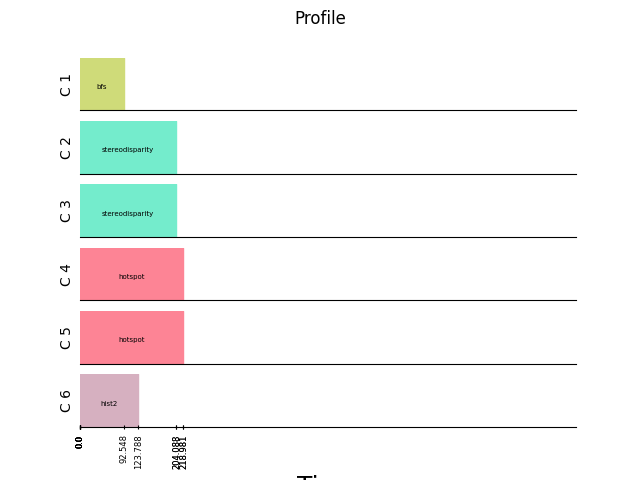 Profile
C 1
bfs
C 2
stereodisparity
C 3
stereodisparity
C 4
hotspot
C 5
hotspot
C 6
hist2
0.0
92.548
123.788
204.088
218.981